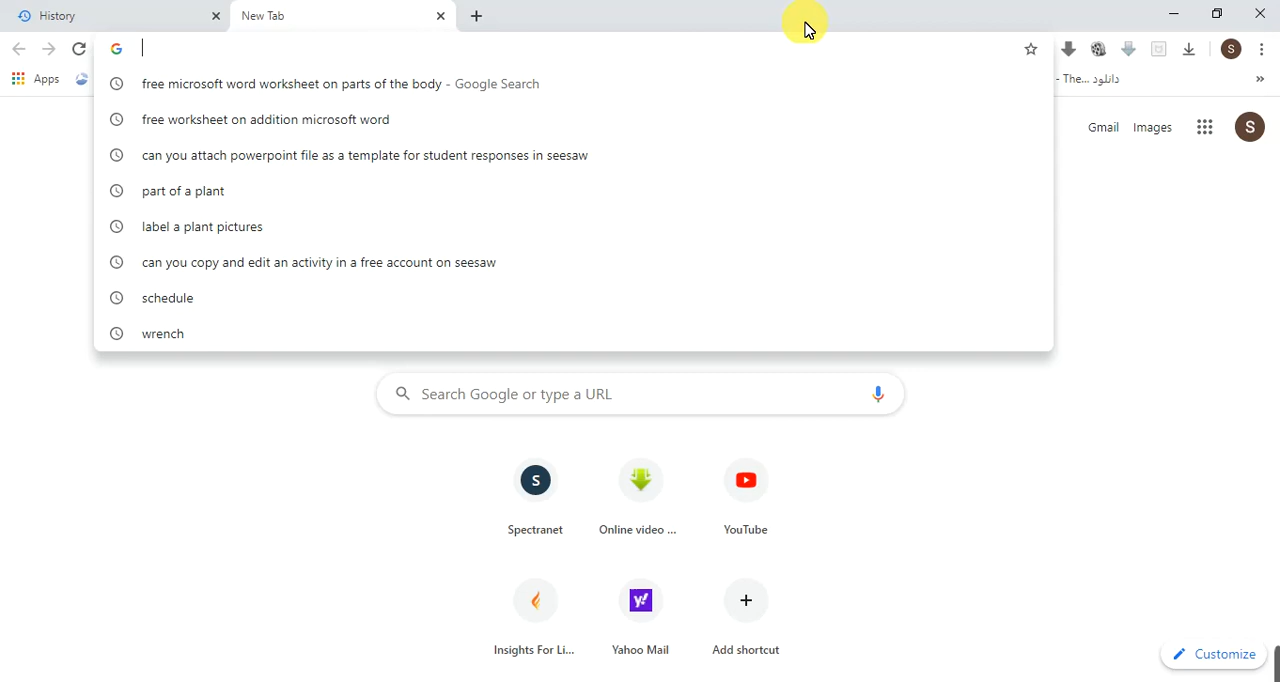 History
New Tab
free microsoft word worksheet on parts of the body - Google Search
free worksheet on addition microsoft word
can you attach powerpoint file as a template for student responses in seesaw
part of a plant
label a plant pictures
can you copy and edit an activity in a free account on seesaw
schedule
wrench
S
Apps
- The... دانلود
»
Gmail Images S
Search Google or type a URL
S
Spectranet Online video ... YouTube
y!
Insights For Li... Yahoo Mail Add shortcut
Customize